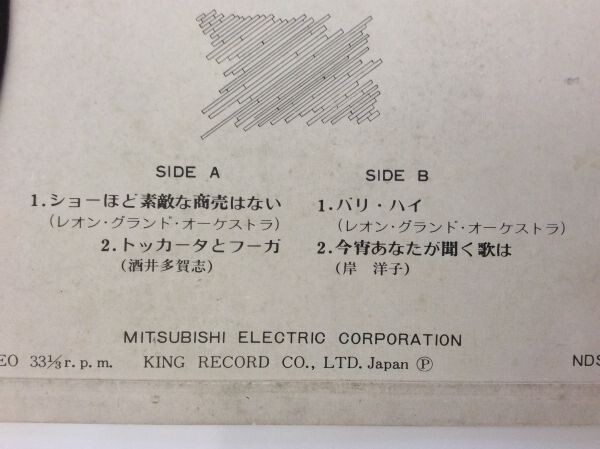 SIDE A
1.ショーほど素敵な商売はない
(レオン・グランド・オーケストラ)
2.トッカータとフーガ
(酒井多賀志)
SIDE B
1.バリ・ハイ
(レオン・グランド・オーケストラ)
2.今宵あなたが聞く歌は
(岸 洋子)
MITSUBISHI ELECTRIC CORPORATION
EO 33⅓ r.p.m. KING RECORD CO., LTD. Japan Ⓟ NDS